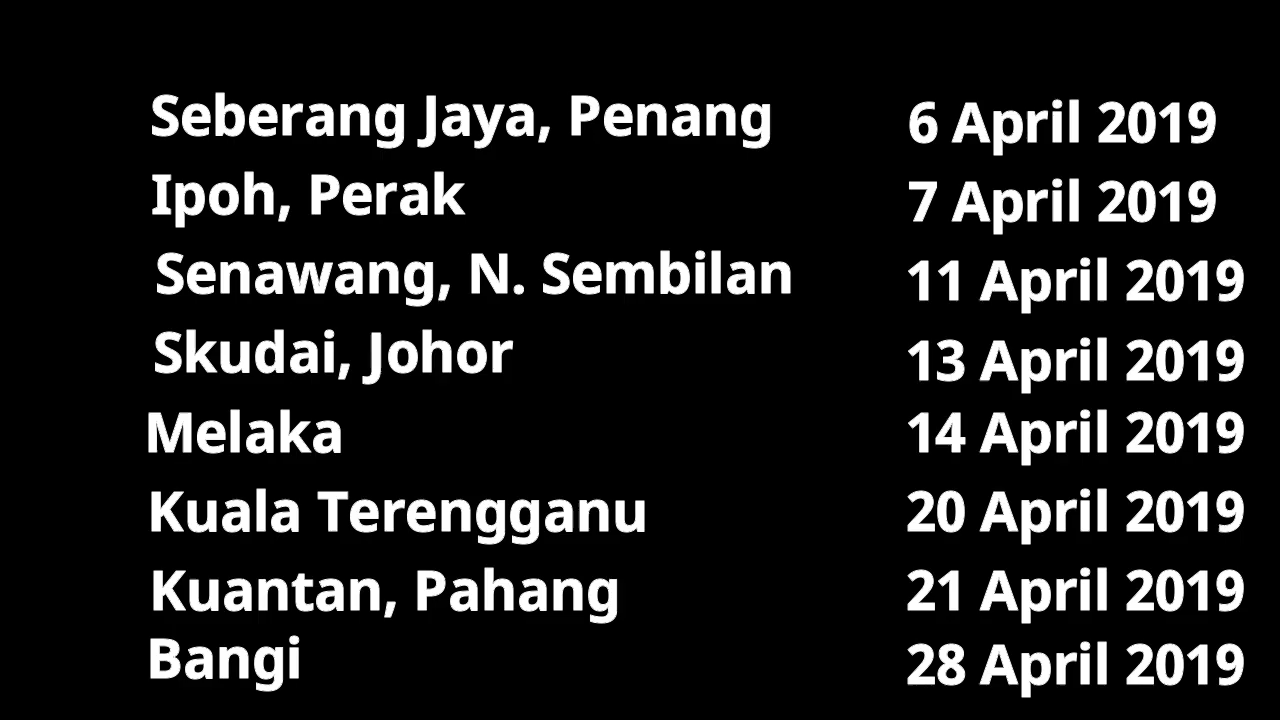 Seberang Jaya, Penang 6 April 2019
Ipoh, Perak 7 April 2019
Senawang, N. Sembilan 11 April 2019
Skudai, Johor 13 April 2019
Melaka 14 April 2019
Kuala Terengganu 20 April 2019
Kuantan, Pahang 21 April 2019
Bangi 28 April 2019